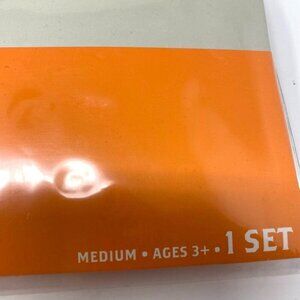 MEDIUM • AGES 3+ • 1 SET